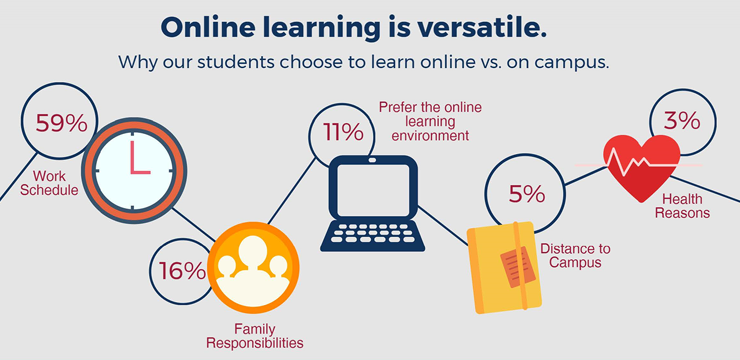 Online learning is versatile.
Why our students choose to learn online vs. on campus.
59%
Work
Schedule
16%
Family
Responsibilities
11%
Prefer the online
learning
environment
5%
Distance to
Campus
3%
Health
Reasons